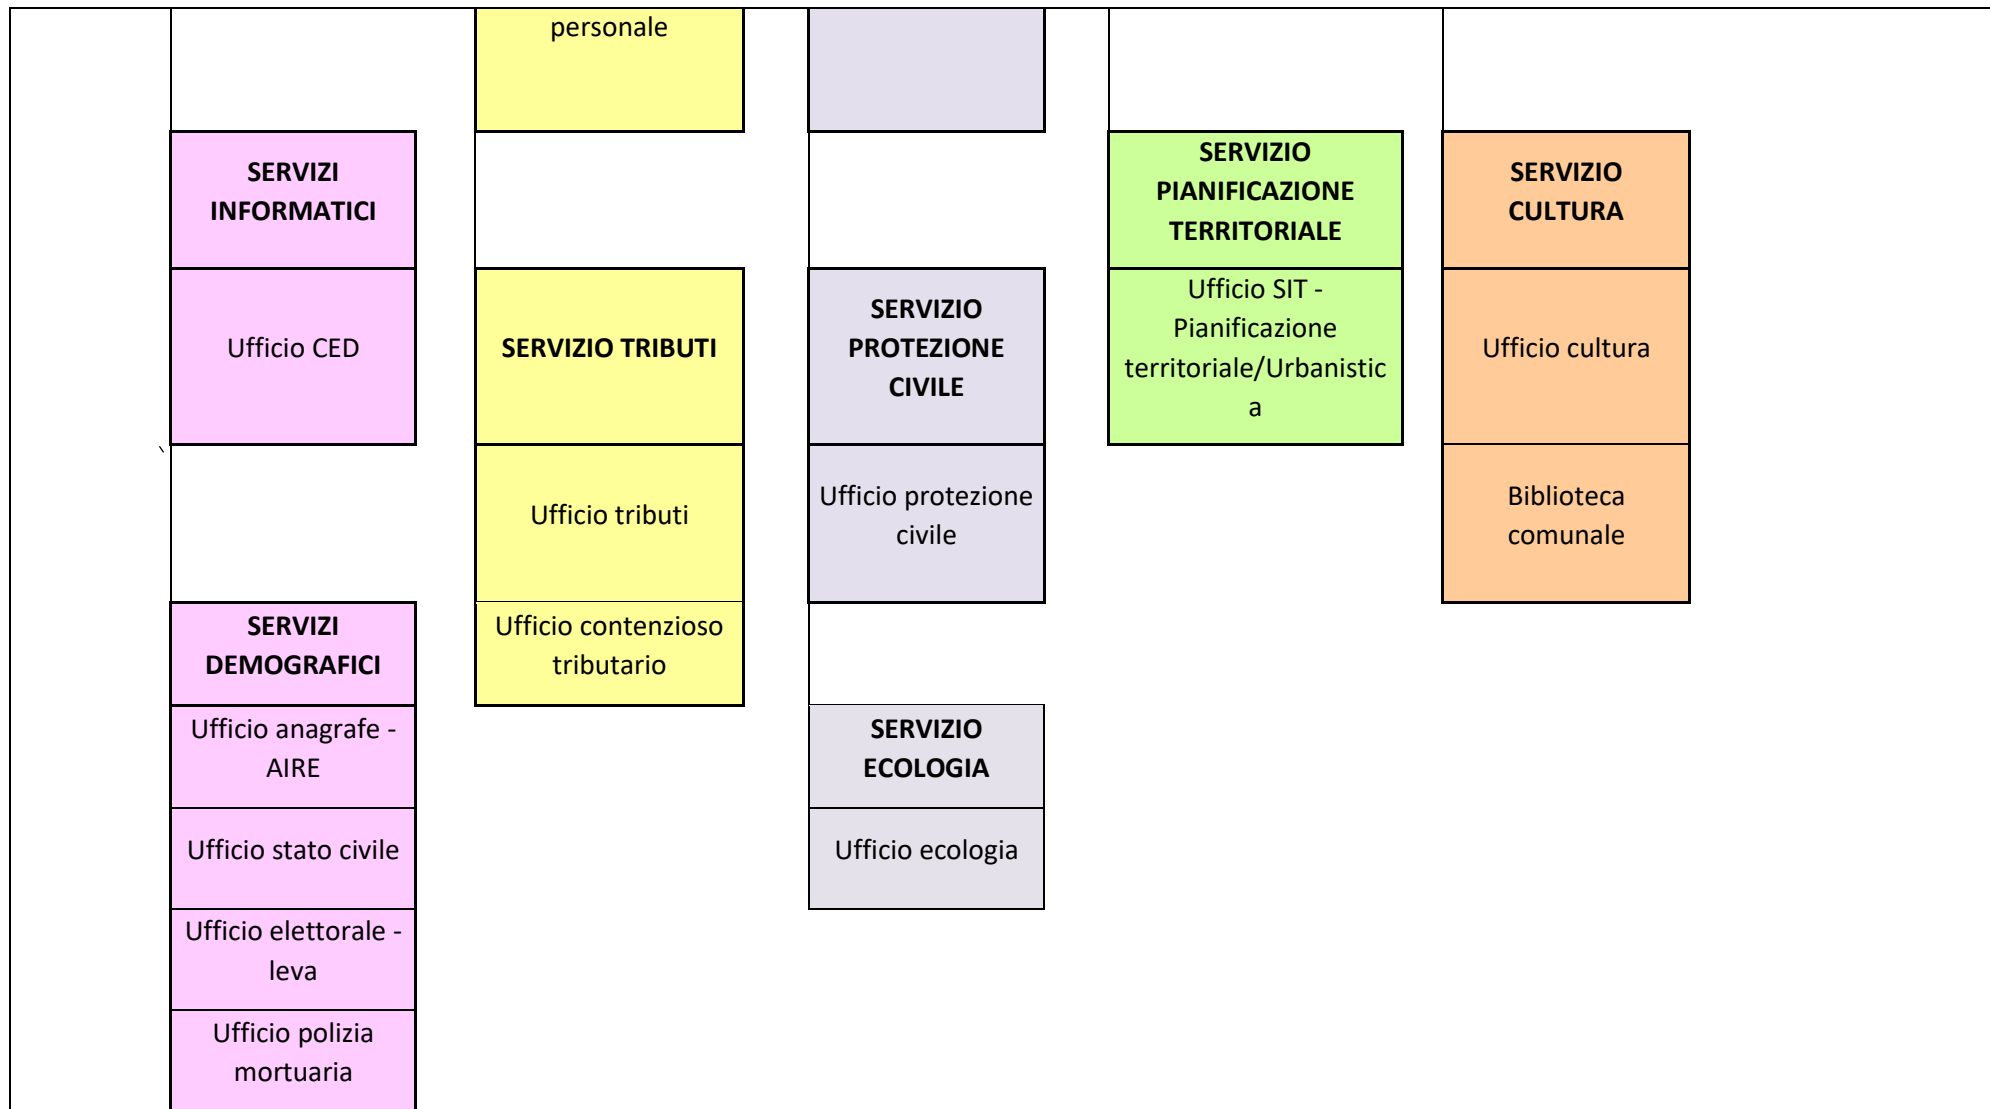 personale
SERVIZI
INFORMATICI
Ufficio CED
SERVIZI
DEMOGRAFICI
Ufficio anagrafe -
AIRE
Ufficio stato civile
Ufficio elettorale -
leva
Ufficio polizia
mortuaria
SERVIZIO TRIBUTI
Ufficio tributi
Ufficio contenzioso
tributario
SERVIZIO
PROTEZIONE
CIVILE
Ufficio protezione
civile
SERVIZIO
ECOLOGIA
Ufficio ecologia
SERVIZIO
PIANIFICAZIONE
TERRITORIALE
Ufficio SIT -
Pianificazione
territoriale/Urbanistic
a
SERVIZIO
CULTURA
Ufficio cultura
Biblioteca
comunale